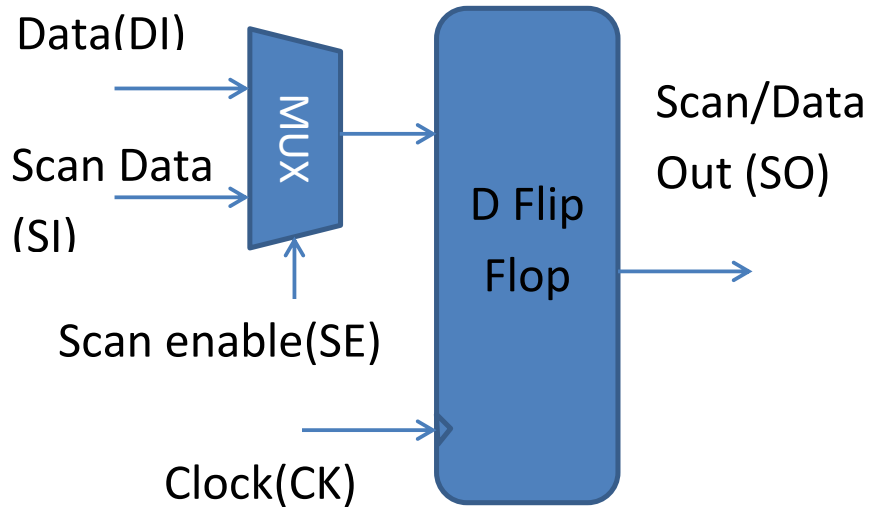 Data(DI)
MUX
Scan Data
(SI)
Scan enable(SE)
Clock(CK)
D Flip
Flop
Scan/Data
Out (SO)